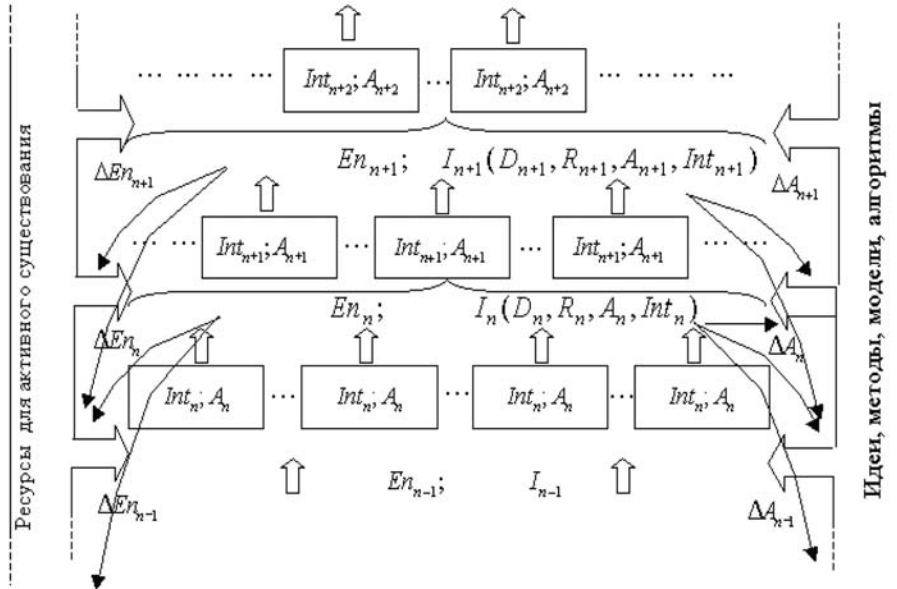 Ресурсы для активного существования
Идеи, методы, модели, алгоритмы
... ... ... ... Int_{n+2}; A_{n+2} ... Int_{n+2}; A_{n+2} ... ... ... ...
ΔEn_{n+1} En_{n+1}; I_{n+1}(D_{n+1}, R_{n+1}, A_{n+1}, Int_{n+1}) ΔA_{n+1}
... ... ... Int_{n+1}; A_{n+1} ... Int_{n+1}; A_{n+1} ... Int_{n+1}; A_{n+1} ... ...
ΔEn_n En_n; I_n(D_n, R_n, A_n, Int_n) ΔA_n
Int_n; A_n ... Int_n; A_n ... Int_n; A_n ... Int_n; A_n
ΔEn_{n-1} En_{n-1}; I_{n-1} ΔA_{n-1}